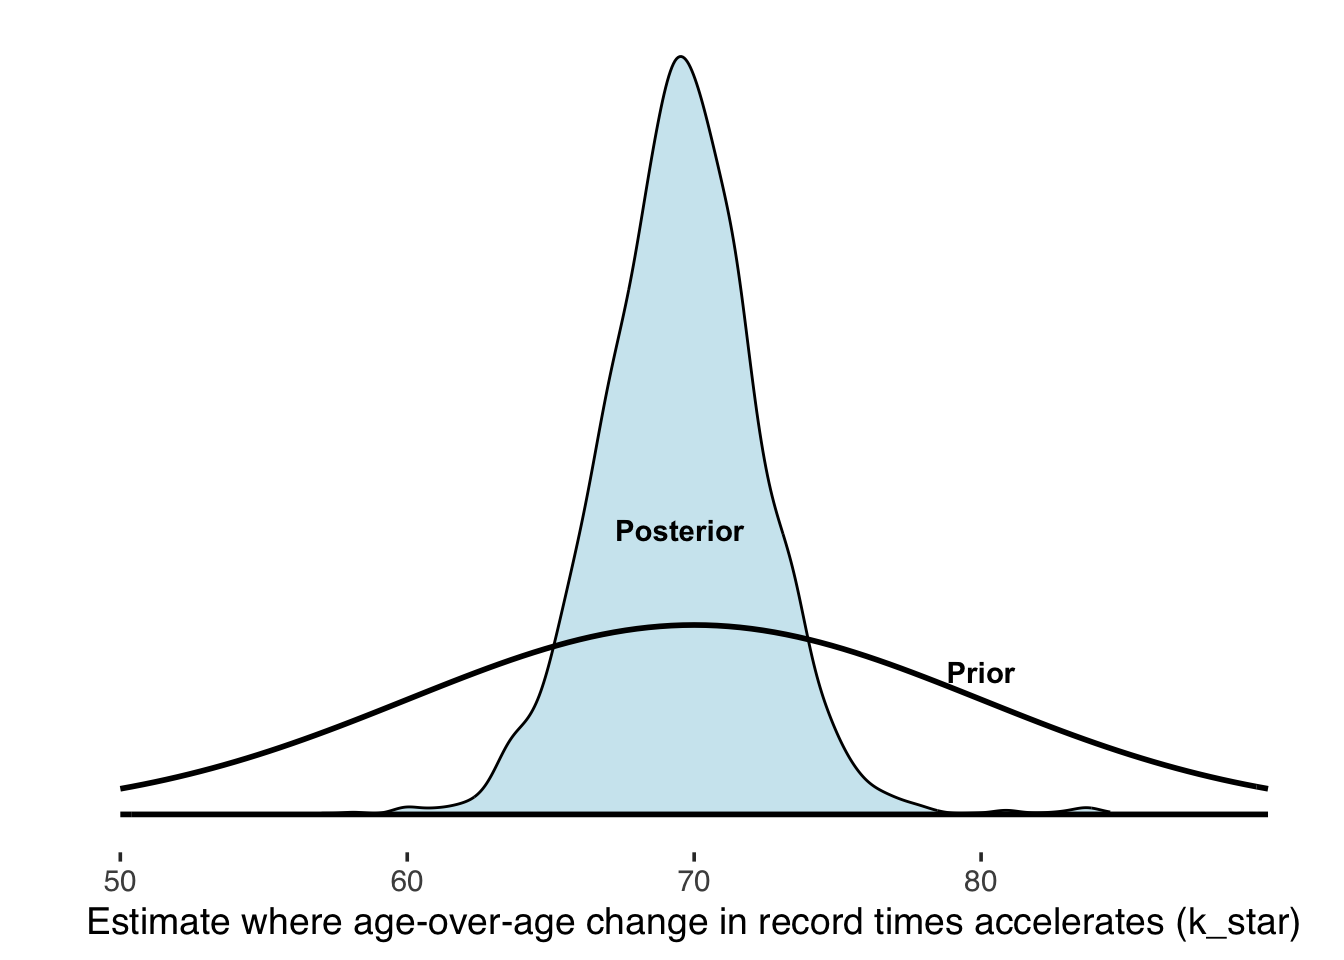 Posterior
Prior
50 60 70 80
Estimate where age-over-age change in record times accelerates (k_star)